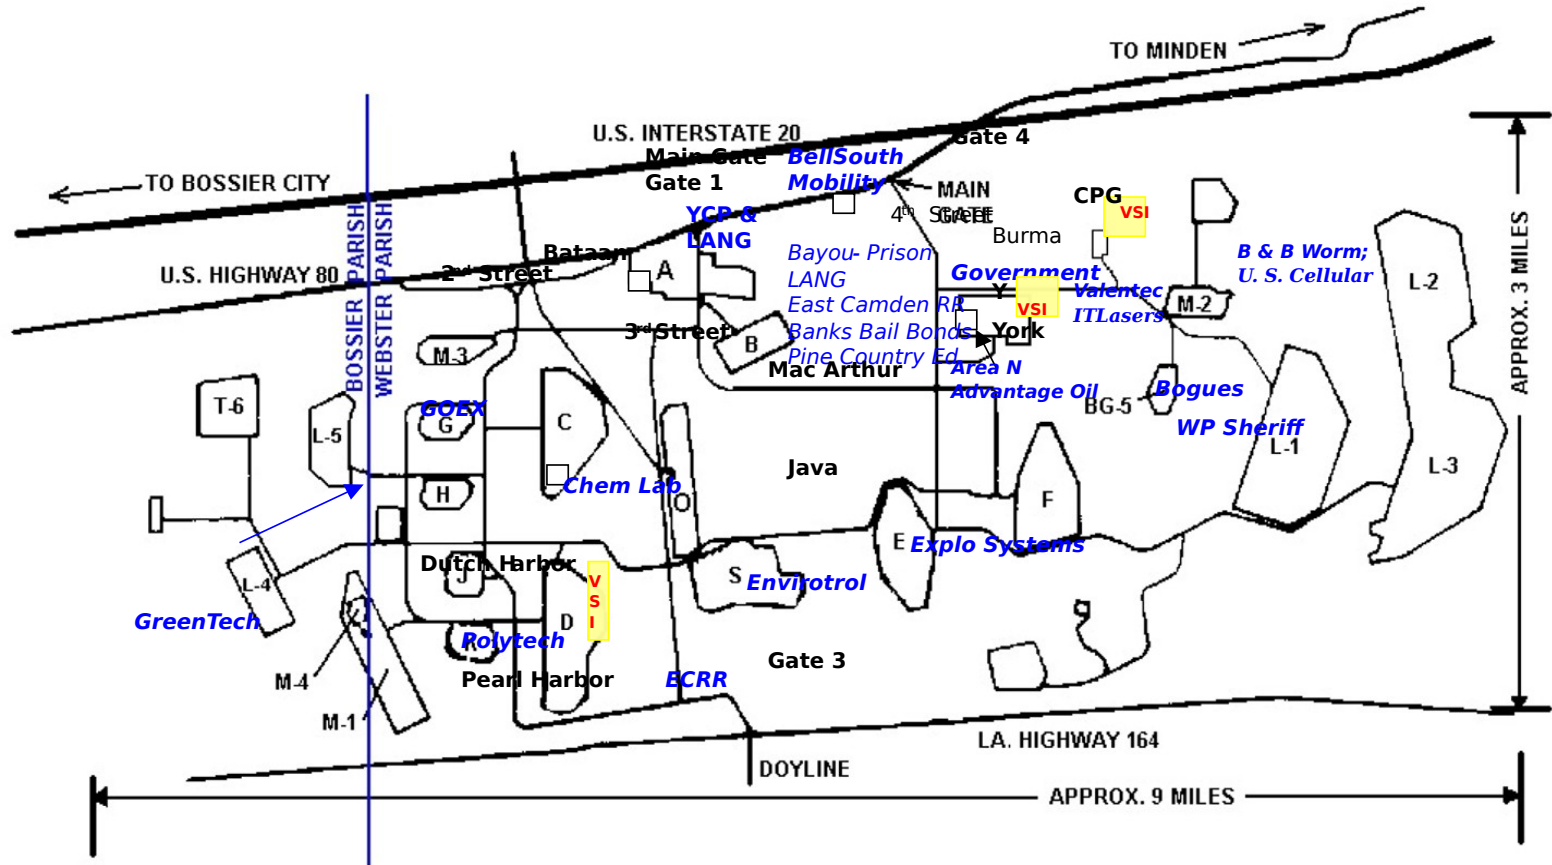 TO MINDEN
U.S. INTERSTATE 20
Gate 4
Main Gate
Gate 1
BellSouth
Mobility
TO BOSSIER CITY
MAIN
GATE
4th Street
CPG
VSI
YCP &
LANG
Burma
BOSSIER PARISH
WEBSTER PARISH
Bataan
A
Bayou- Prison
LANG
East Camden RR
Banks Bail Bonds
Pine Country Ed
B & B Worm;
U. S. Cellular
U.S. HIGHWAY 80
2nd Street
Government
Y
VSI
Valentec
ITLasers
M-2
L-2
APPROX. 3 MILES
3rd Street
B
York
M-3
Mac Arthur
Area N
Advantage Oil
BG-5
Bogues
T-6
GOEX
G
C
L-5
WP Sheriff
L-1
L-3
Java
H
Chem Lab
O
F
E
Explo Systems
Dutch Harbor
J
L-4
VSI
S
Envirotrol
GreenTech
D
K
Polytech
Gate 3
M-4
Pearl Harbor
ECRR
M-1
LA. HIGHWAY 164
DOYLINE
APPROX. 9 MILES